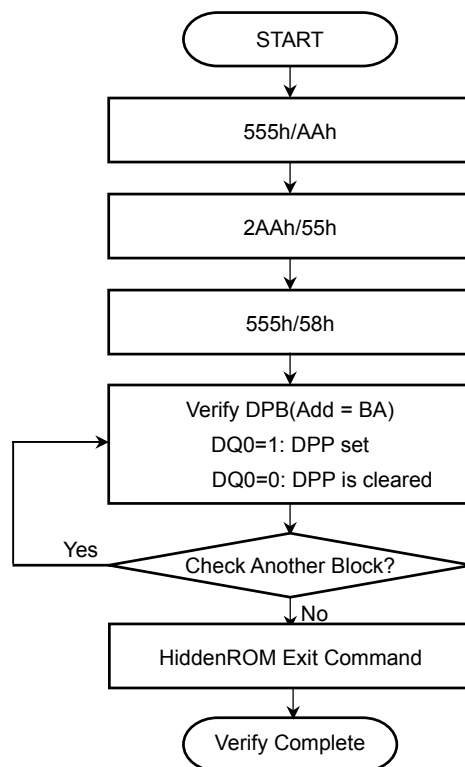 START
555h/AAh
2AAh/55h
555h/58h
Verify DPB(Add = BA)
DQ0=1: DPP set
DQ0=0: DPP is cleared
Yes
Check Another Block?
No
HiddenROM Exit Command
Verify Complete